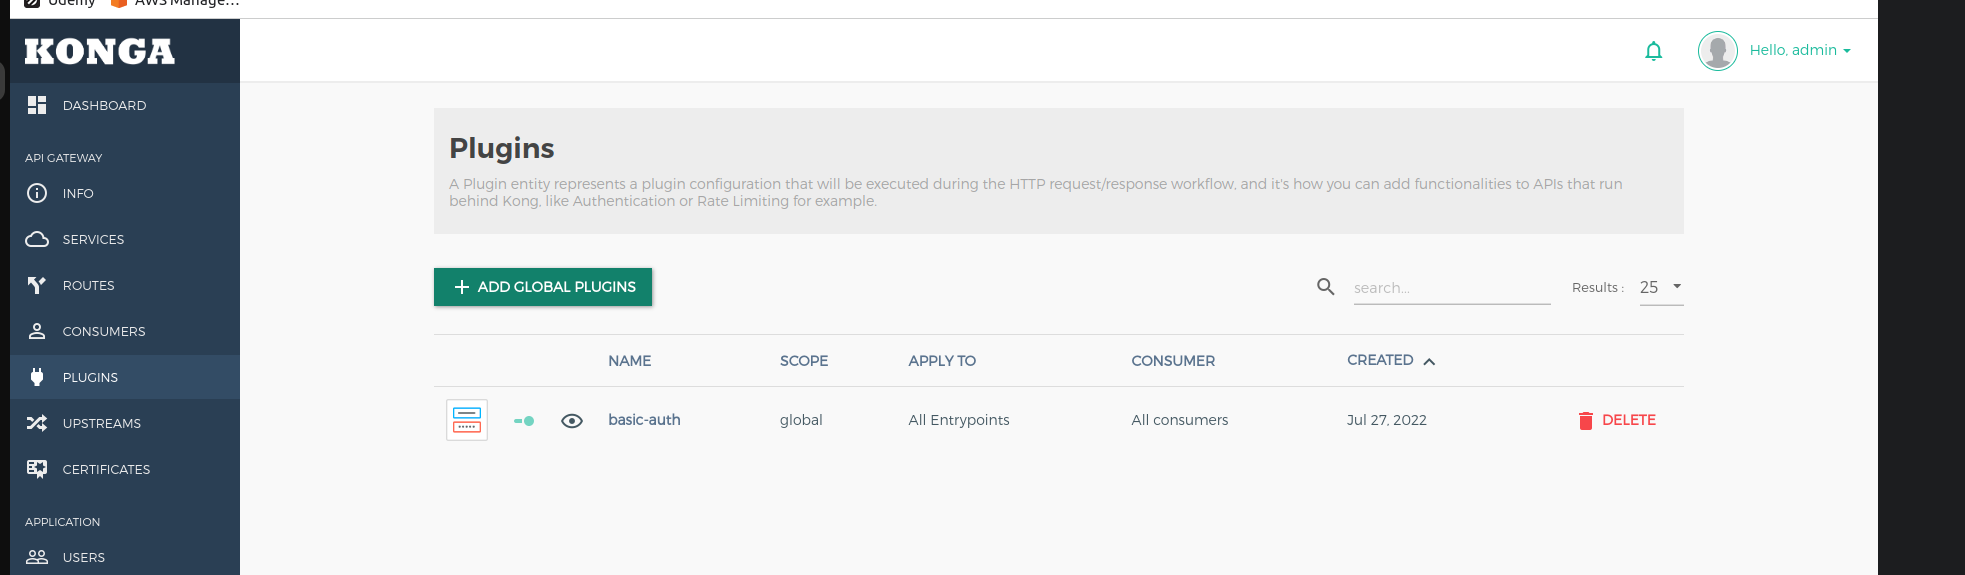 Udemy AWS Manage...
KONGA
Hello, admin
DASHBOARD
API GATEWAY
INFO
SERVICES
ROUTES
CONSUMERS
PLUGINS
UPSTREAMS
CERTIFICATES
APPLICATION
USERS
Plugins
A Plugin entity represents a plugin configuration that will be executed during the HTTP request/response workflow, and it's how you can add functionalities to APIs that run
behind Kong, like Authentication or Rate Limiting for example.
ADD GLOBAL PLUGINS search... Results : 25
NAME SCOPE APPLY TO CONSUMER CREATED
basic-auth global All Entrypoints All consumers Jul 27, 2022 DELETE